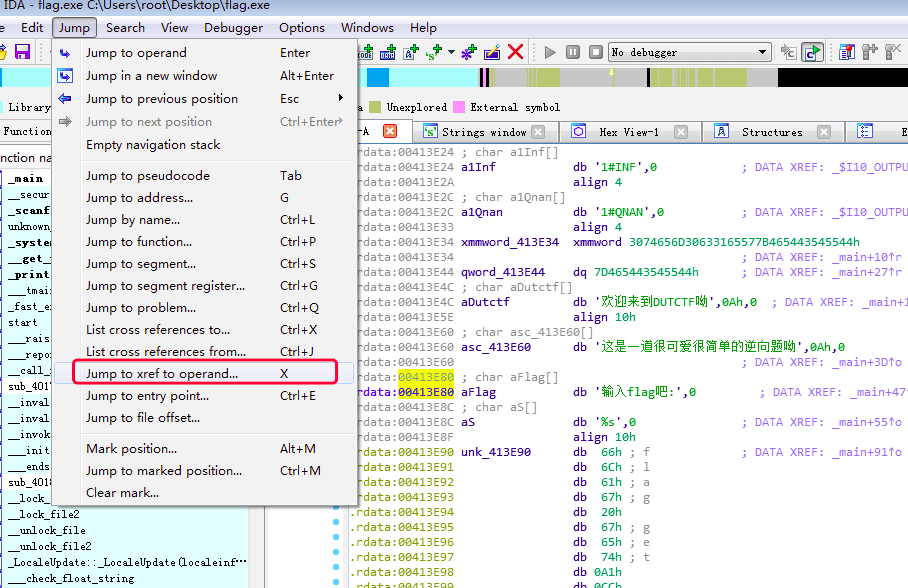 IDA - flag.exe C:\Users\root\Desktop\flag.exe
Edit Jump Search View Debugger Options Windows Help
No debugger
Library
Unexplored External symbol
Function
Strings window Hex View-1 Structures
nction na
Jump to operand Enter
Jump in a new window Alt+Enter
Jump to previous position Esc
Jump to next position Ctrl+Enter
Empty navigation stack
Jump to pseudocode Tab
Jump to address... G
Jump by name... Ctrl+L
Jump to function... Ctrl+P
Jump to segment... Ctrl+S
Jump to segment register... Ctrl+G
Jump to problem... Ctrl+Q
List cross references to... Ctrl+X
List cross references from... Ctrl+J
Jump to xref to operand... X
Jump to entry point... Ctrl+E
Jump to file offset...
Mark position... Alt+M
Jump to marked position... Ctrl+M
Clear mark...
_main
__secur
_scanf
unknown_
_syste
__get_
_print
___tmai
_fast_e
start
__rais
__repo
__call_
sub_401
__inval
__inval
__invok
__init
__ends
sub_401
__lock_
__lock_file2
__unlock_file
__unlock_file2
_LocaleUpdate::_LocaleUpdate(localeinf...
__check_float_string
rdata:00413E24 ; char a1Inf[]
rdata:00413E24 a1Inf db '1#INF',0 ; DATA XREF: _$I10_OUTPU
rdata:00413E2A align 4
rdata:00413E2C ; char a1Qnan[]
rdata:00413E2C a1Qnan db '1#QNAN',0 ; DATA XREF: _$I10_OUTPU
rdata:00413E33 align 4
rdata:00413E34 xmmword_413E34 xmmword 3074656D30633165577B465443545544h
rdata:00413E34 ; DATA XREF: _main+10↑r
rdata:00413E44 qword_413E44 dq 7D465443545544h ; DATA XREF: _main+27↑r
rdata:00413E4C ; char aDutctf[]
rdata:00413E4C aDutctf db '欢迎来到DUTCTF呦',0Ah,0 ; DATA XREF: _main+1
rdata:00413E5E align 10h
rdata:00413E60 ; char asc_413E60[]
rdata:00413E60 asc_413E60 db '这是一道很可爱很简单的逆向题呦',0Ah,0
rdata:00413E60 ; DATA XREF: _main+3D↑o
rdata:00413E80 ; char aFlag[]
rdata:00413E80 aFlag db '输入flag吧:',0 ; DATA XREF: _main+47↑
rdata:00413E8C ; char aS[]
rdata:00413E8C aS db '%s',0 ; DATA XREF: _main+55↑o
rdata:00413E8F align 10h
rdata:00413E90 unk_413E90 db 66h ; f ; DATA XREF: _main+91↑o
rdata:00413E91 db 6Ch ; l
rdata:00413E92 db 61h ; a
rdata:00413E93 db 67h ; g
.rdata:00413E94 db 20h
.rdata:00413E95 db 67h ; g
.rdata:00413E96 db 65h ; e
.rdata:00413E97 db 74h ; t
.rdata:00413E98 db 0A1h